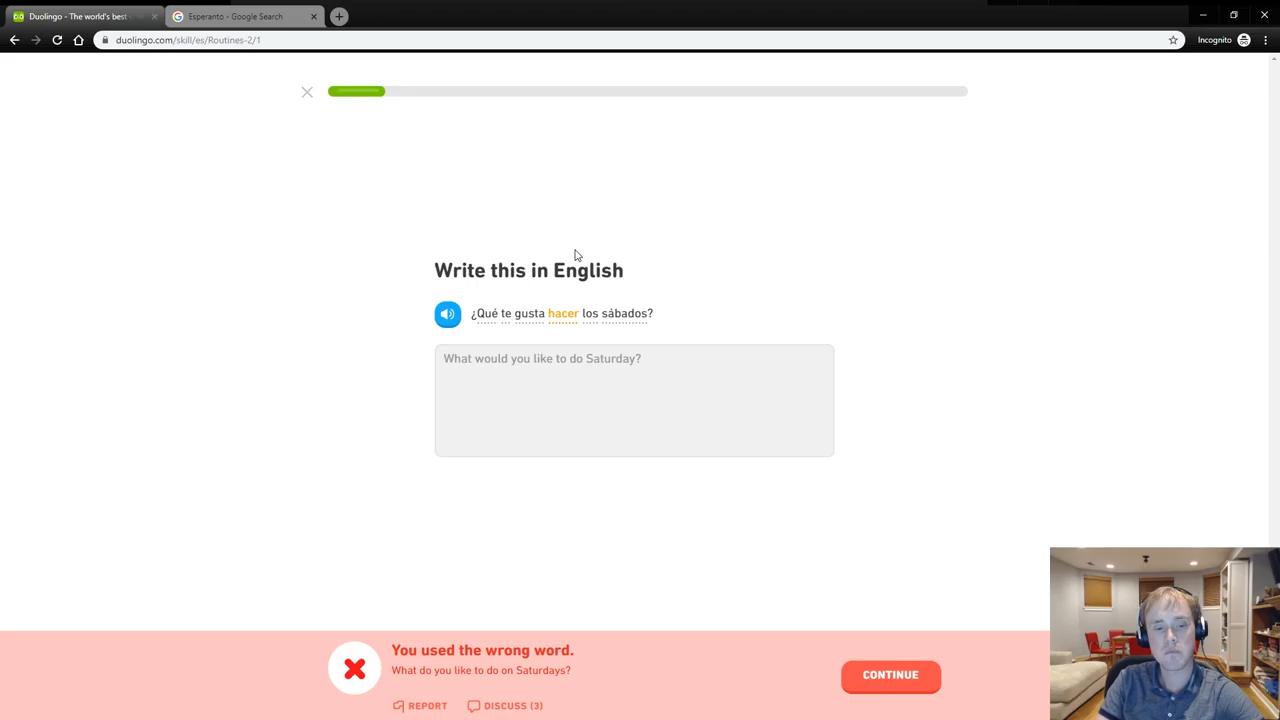 Duolingo - The world's best
Esperanto - Google Search
duolingo.com/skill/es/Routines-2/1
Incognito
Write this in English
¿Qué te gusta hacer los sábados?
What would you like to do Saturday?
You used the wrong word.
What do you like to do on Saturdays?
CONTINUE
REPORT
DISCUSS (3)